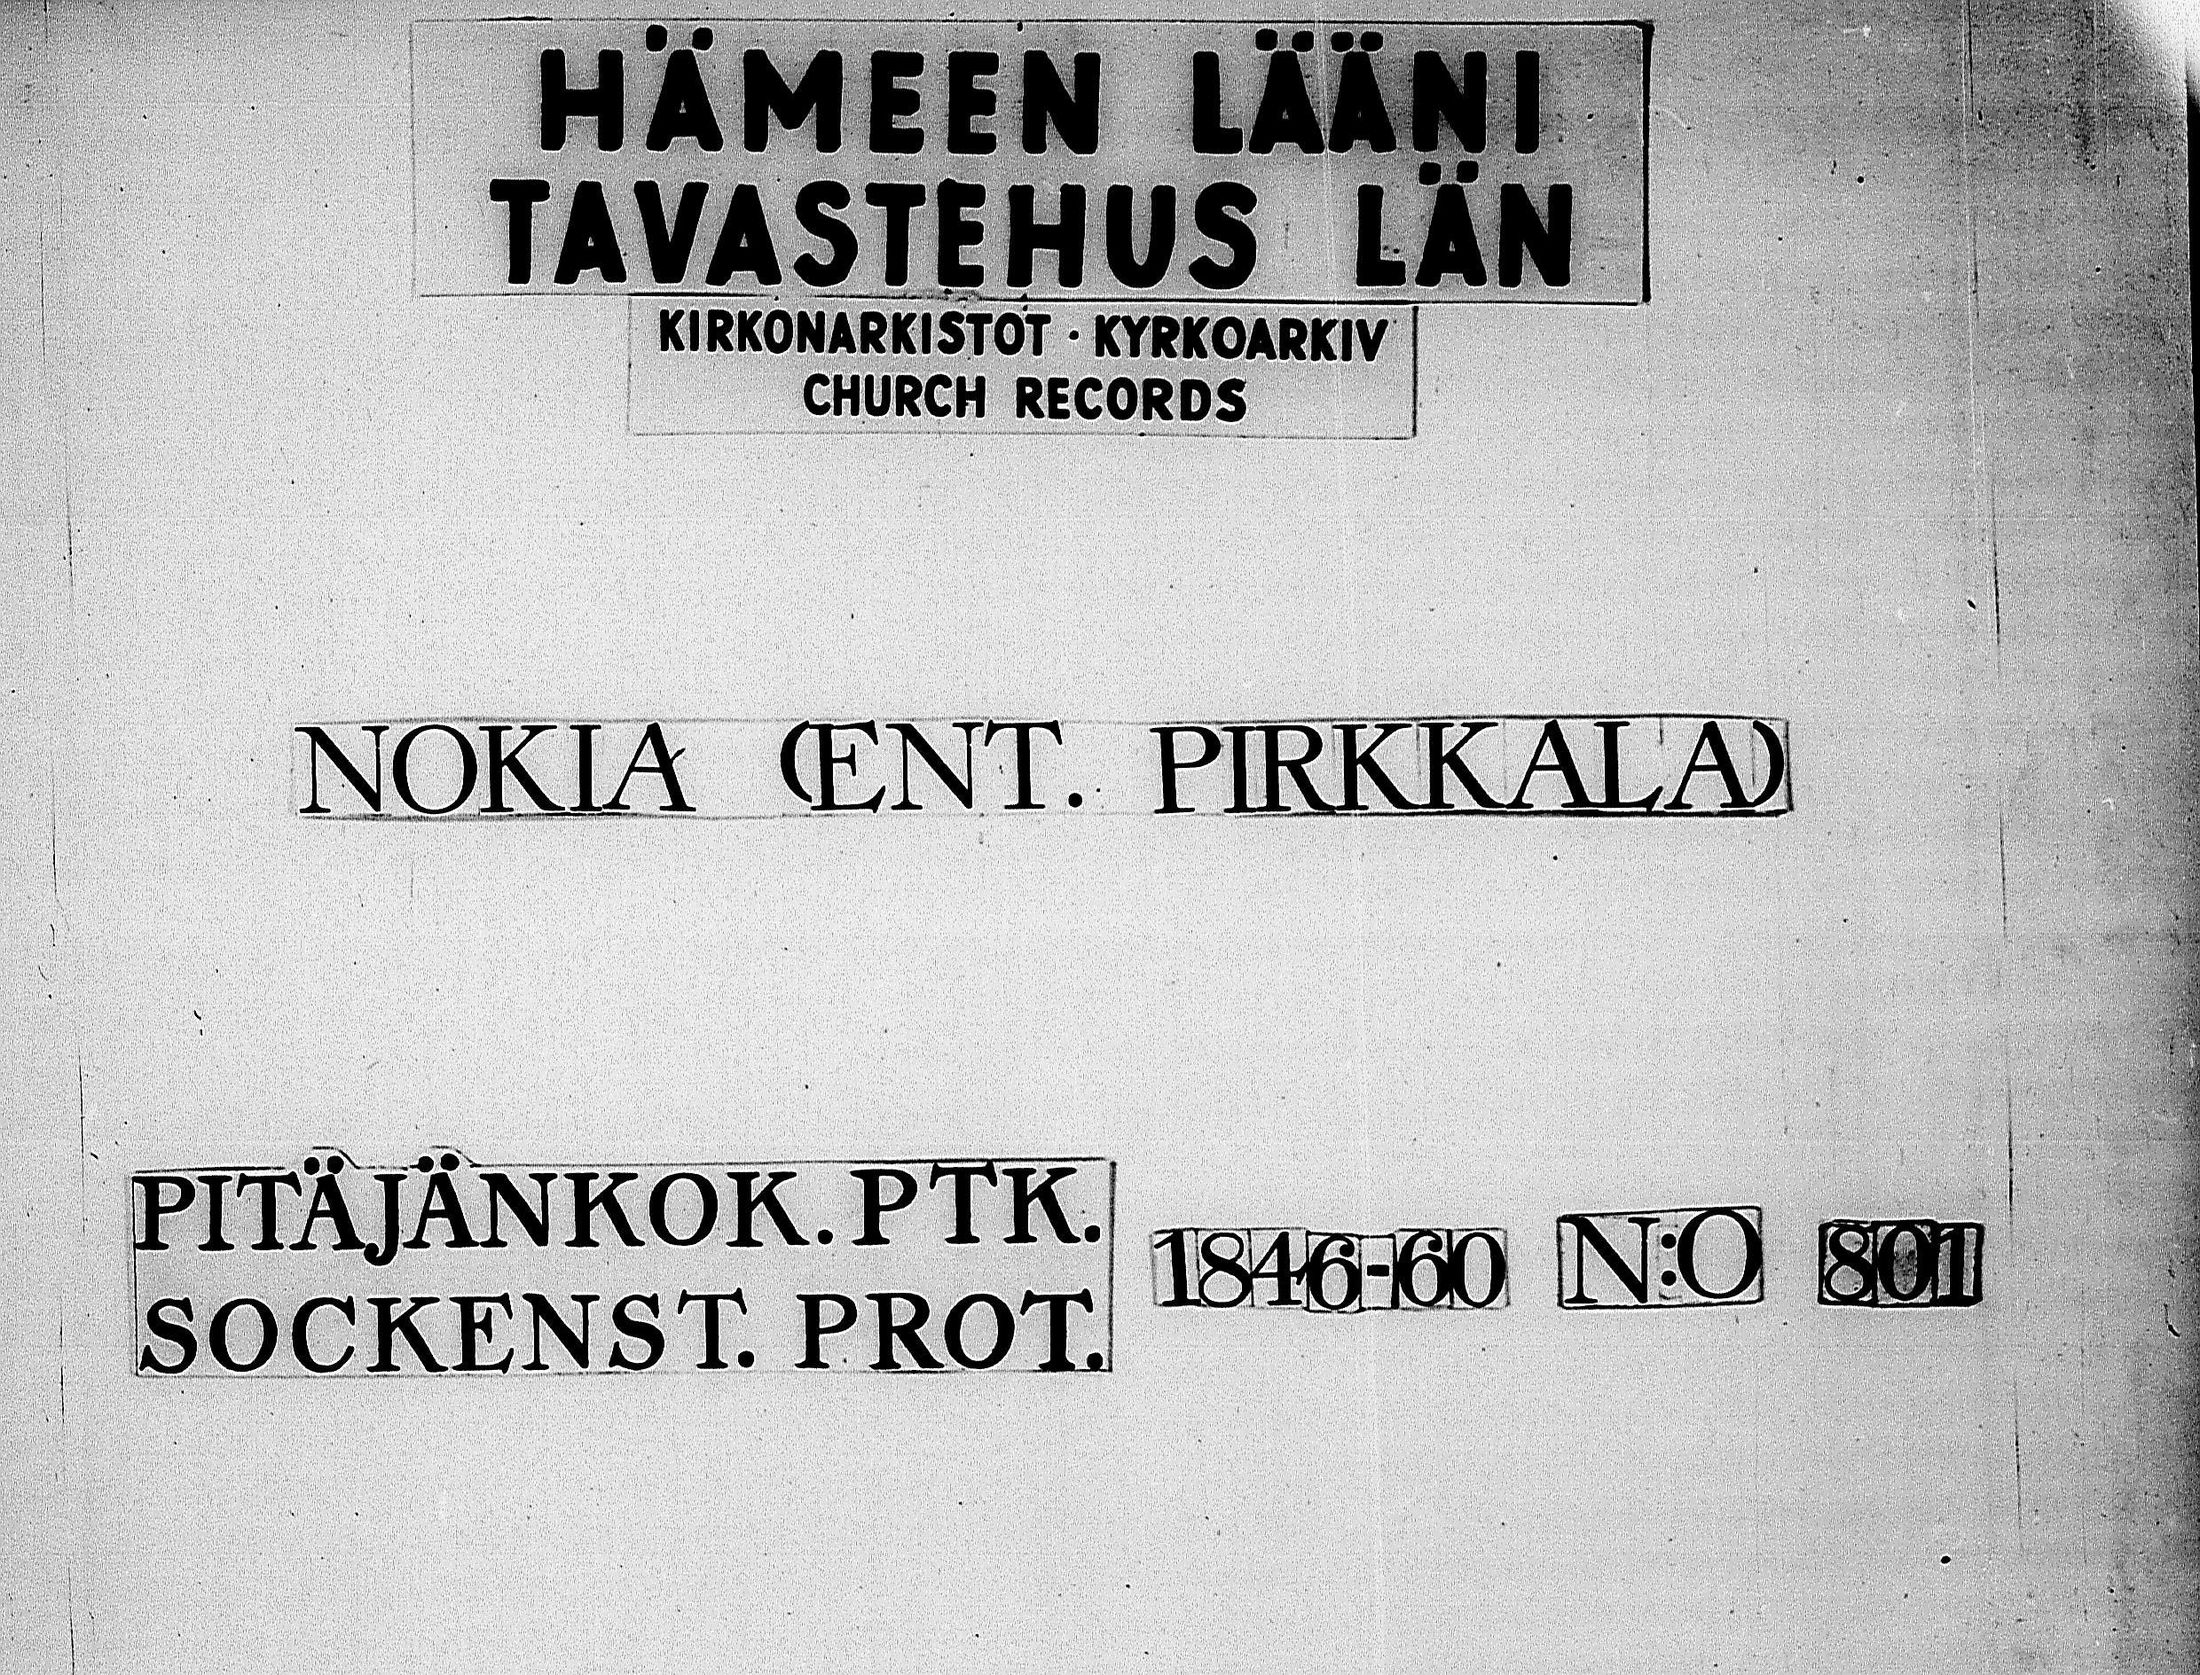 HÄMEEN LÄÄNI
TAVASTEHUS LÄN
KIRKONARKISTOT · KYRKOARKIV
CHURCH RECORDS
NOKIA (ENT. PIRKKALA)
PITÄJÄNKOK. PTK.
SOCKENST. PROT.
1846-60 N:O 801